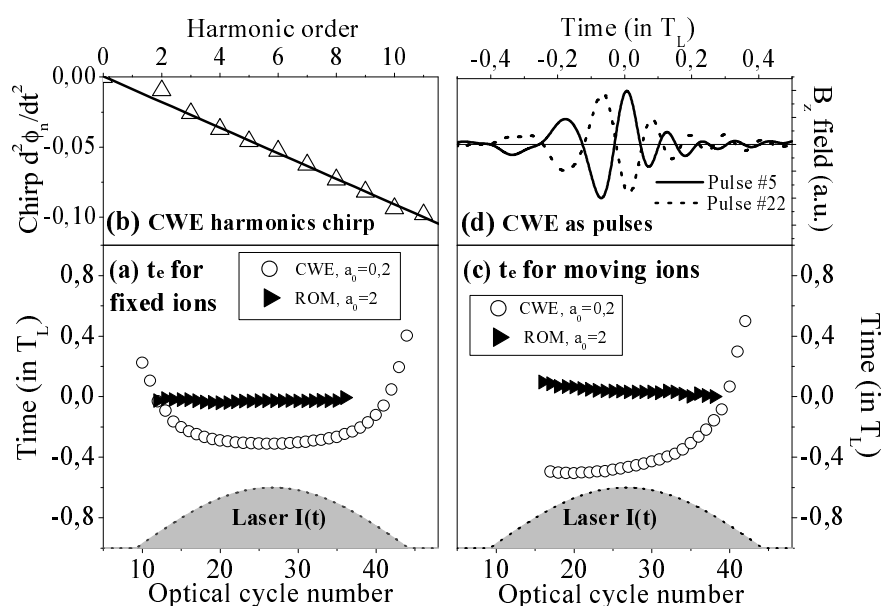 Harmonic order
0 2 4 6 8 10
0,00
-0,05
-0,10
Chirp d²ϕₙ/dt²
(b) CWE harmonics chirp
Time (in T_L)
-0,4 -0,2 0,0 0,2 0,4
B_z field (a.u.)
Pulse #5
Pulse #22
(d) CWE as pulses
(a) tₑ for
fixed ions
CWE, a₀=0,2
ROM, a₀=2
0,8
0,4
0,0
-0,4
-0,8
Time (in T_L)
Laser I(t)
10 20 30 40
Optical cycle number
(c) tₑ for moving ions
CWE, a₀=0,2
ROM, a₀=2
0,8
0,4
0,0
-0,4
-0,8
Time (in T_L)
Laser I(t)
10 20 30 40
Optical cycle number